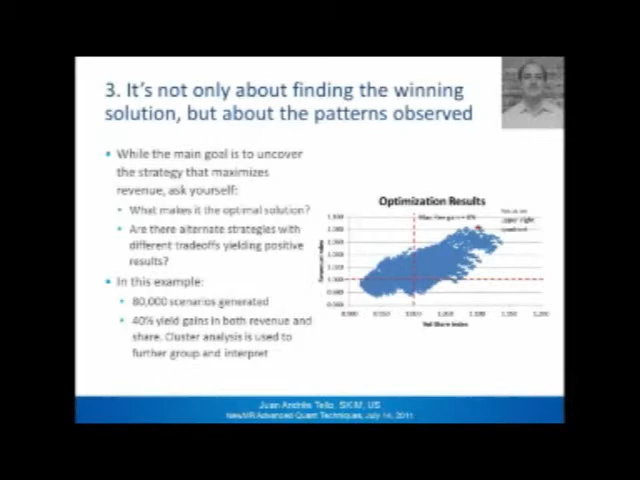 3. It's not only about finding the winning
solution, but about the patterns observed
• While the main goal is to uncover
the strategy that maximizes
revenue, ask yourself:
• What makes it the optimal solution?
• Are there alternate strategies with
different tradeoffs yielding positive
results?
• In this example:
• 80,000 scenarios generated
• 40% yield gains in both revenue and
share. Cluster analysis is used to
further group and interpret
Optimization Results
upper right
quadrant
Juan Andrés Tello, SKIM, US
NewMR Advanced Quant Techniques, July 14, 2011